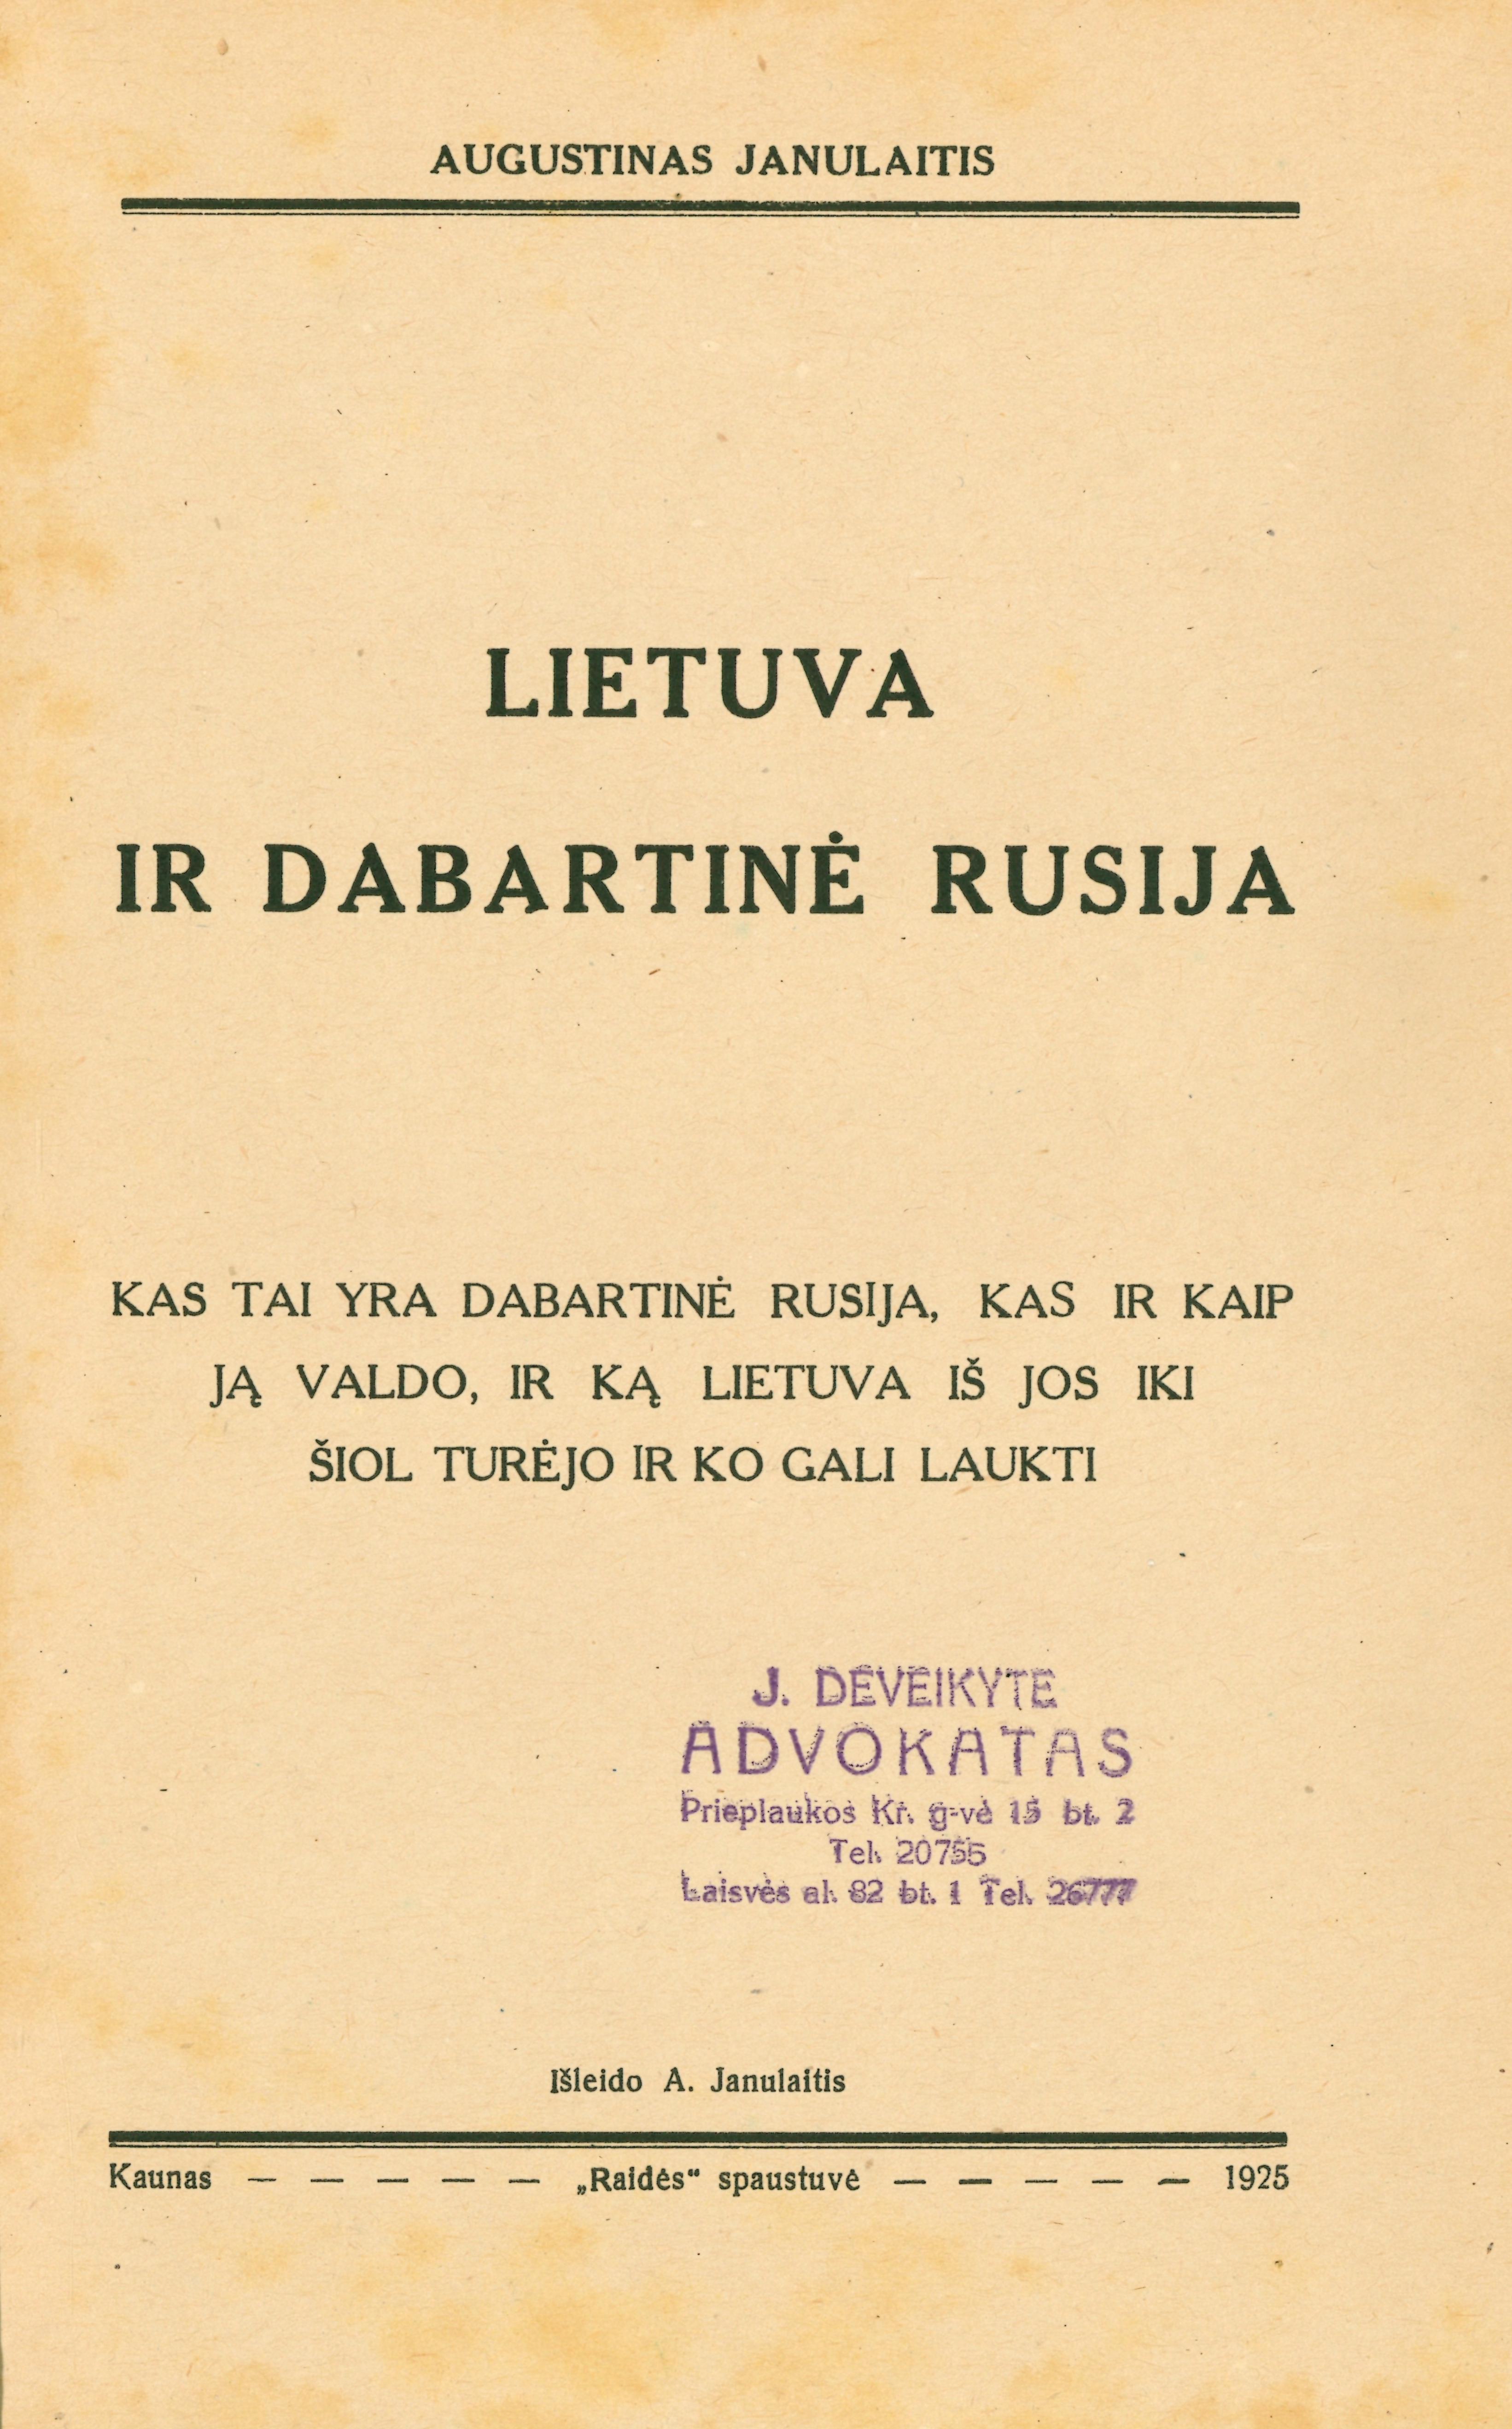 AUGUSTINAS JANULAITIS
LIETUVA
IR DABARTINĖ RUSIJA
KAS TAI YRA DABARTINĖ RUSIJA, KAS IR KAIP
JĄ VALDO, IR KĄ LIETUVA IŠ JOS IKI
ŠIOL TURĖJO IR KO GALI LAUKTI
J. DEVEIKYTE
ADVOKATAS
Prieplaukos Kr. g-vė 15 bt. 2
Tel. 20755
Laisvės al. 82 bt. 1 Tel. 26777
Išleido A. Janulaitis
Kaunas — — — — — „Raidės“ spaustuvė — — — — — 1925